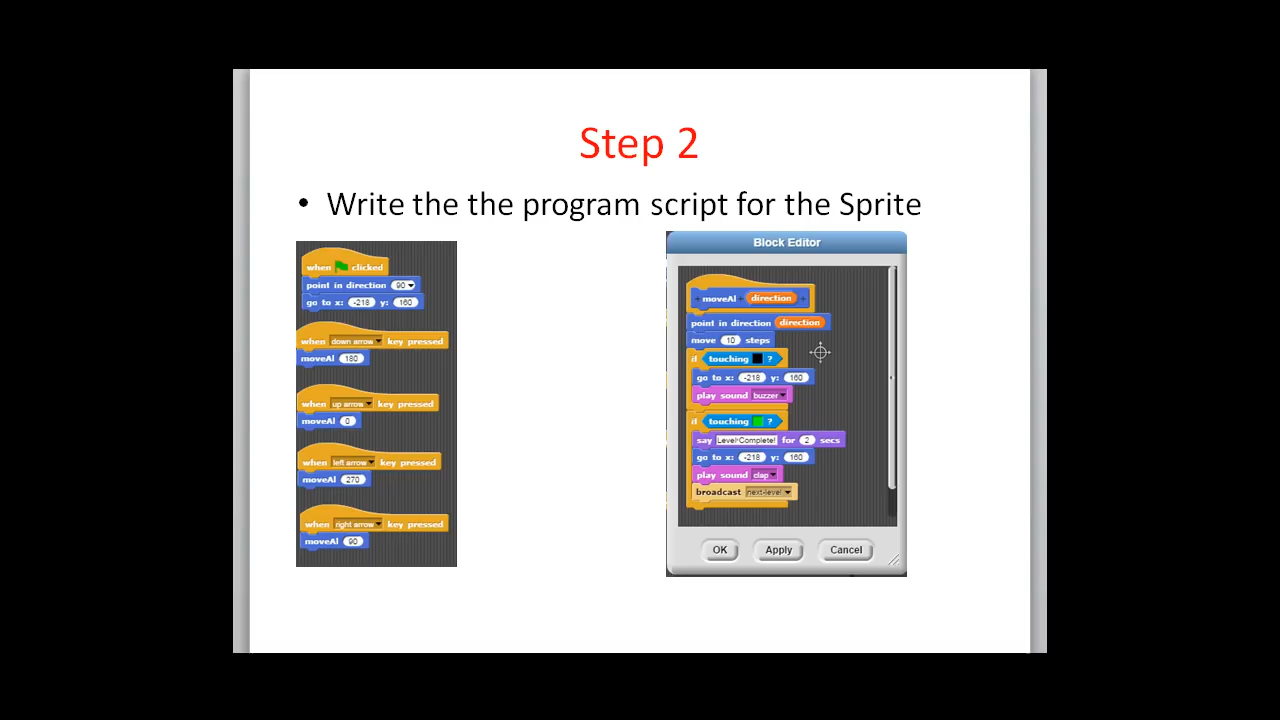 Step 2
• Write the the program script for the Sprite
when clicked
point in direction 90
go to x: -218 y: 160
when down arrow key pressed
moveAl 180
when up arrow key pressed
moveAl 0
when left arrow key pressed
moveAl 270
when right arrow key pressed
moveAl 90
Block Editor
+ moveAl + direction +
point in direction direction
move 10 steps
if touching ?
go to x: -218 y: 160
play sound buzzer
if touching ?
say Level·Complete! for 2 secs
go to x: -218 y: 160
play sound clap
broadcast next-level
OK Apply Cancel